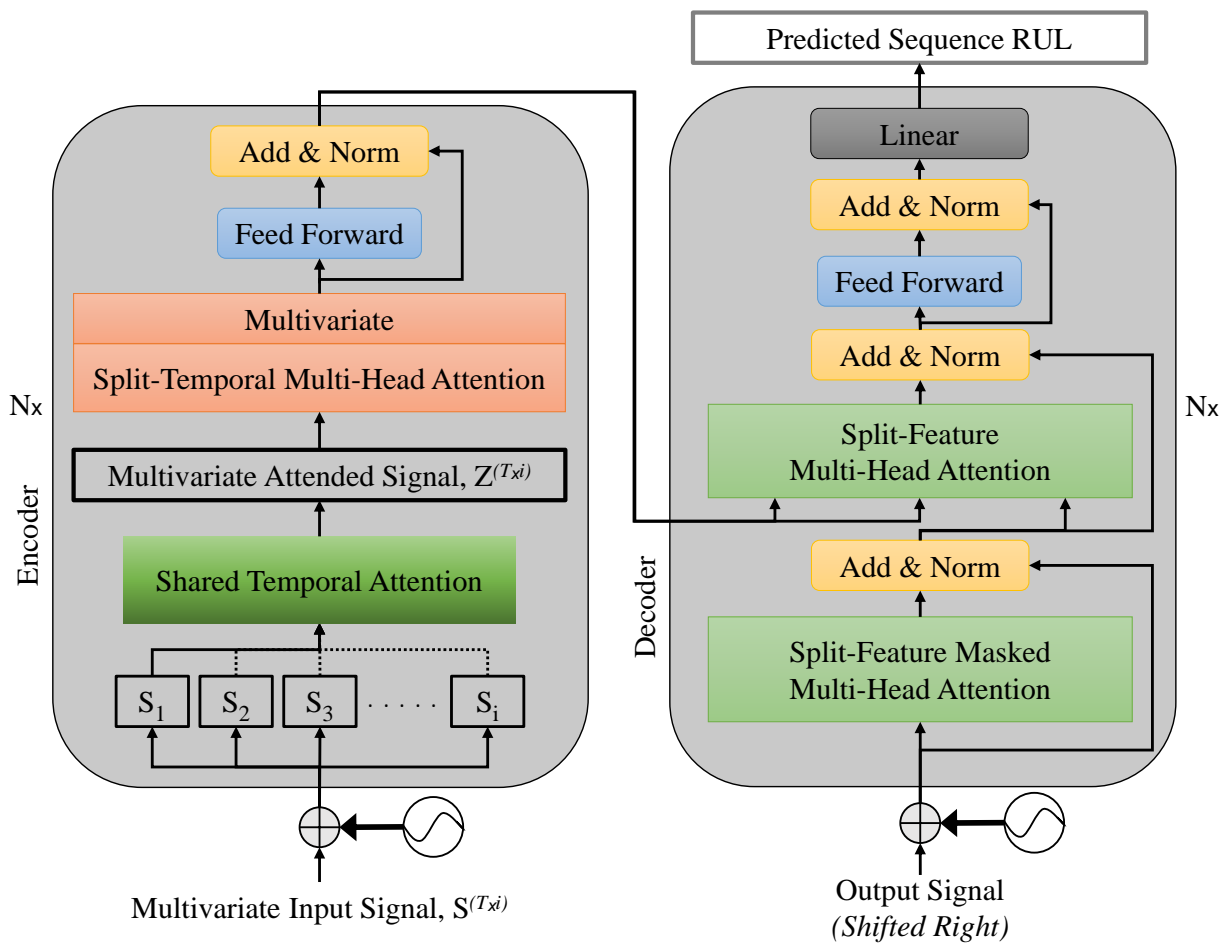 Predicted Sequence RUL
Add & Norm
Feed Forward
Multivariate
Split-Temporal Multi-Head Attention
Nx
Encoder
Multivariate Attended Signal, Z(Txi)
Shared Temporal Attention
S1 S2 S3 . . . . . Si
Multivariate Input Signal, S(Txi)
Linear
Add & Norm
Feed Forward
Add & Norm
Nx
Split-Feature
Multi-Head Attention
Decoder
Add & Norm
Split-Feature Masked
Multi-Head Attention
Output Signal
(Shifted Right)